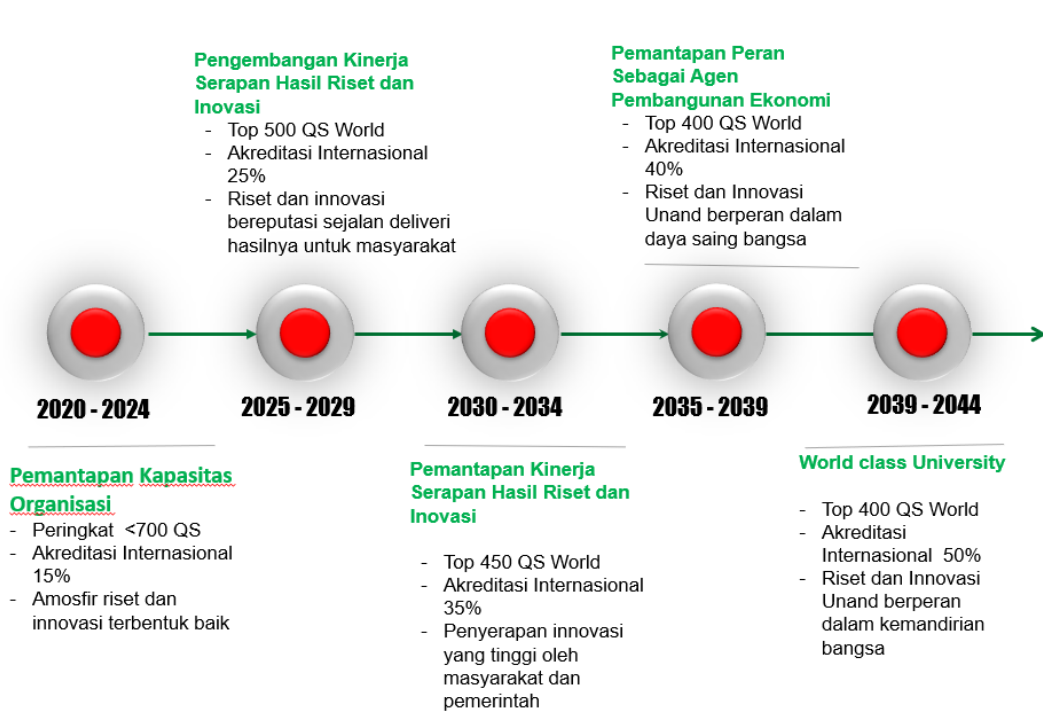 Pengembangan Kinerja
Serapan Hasil Riset dan
Inovasi
- Top 500 QS World
- Akreditasi Internasional
25%
- Riset dan innovasi
bereputasi sejalan deliveri
hasilnya untuk masyarakat
Pemantapan Peran
Sebagai Agen
Pembangunan Ekonomi
- Top 400 QS World
- Akreditasi Internasional
40%
- Riset dan Innovasi
Unand berperan dalam
daya saing bangsa
2020 - 2024
2025 - 2029
2030 - 2034
2035 - 2039
2039 - 2044
Pemantapan Kapasitas
Organisasi
- Peringkat <700 QS
- Akreditasi Internasional
15%
- Amosfir riset dan
innovasi terbentuk baik
Pemantapan Kinerja
Serapan Hasil Riset dan
Inovasi
- Top 450 QS World
- Akreditasi Internasional
35%
- Penyerapan innovasi
yang tinggi oleh
masyarakat dan
pemerintah
World class University
- Top 400 QS World
- Akreditasi
Internasional 50%
- Riset dan Innovasi
Unand berperan
dalam kemandirian
bangsa